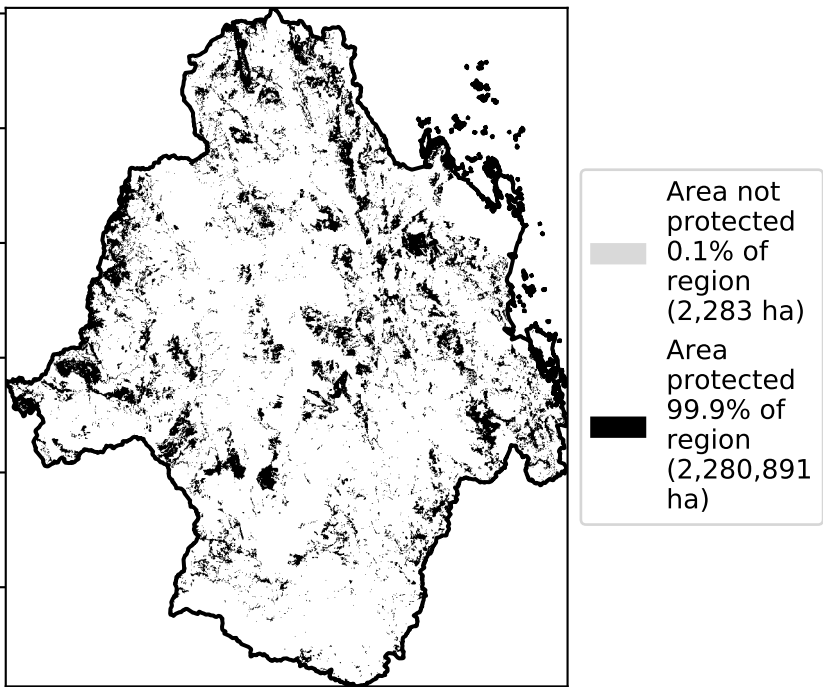 Area not
protected
0.1% of
region
(2,283 ha)
Area
protected
99.9% of
region
(2,280,891
ha)